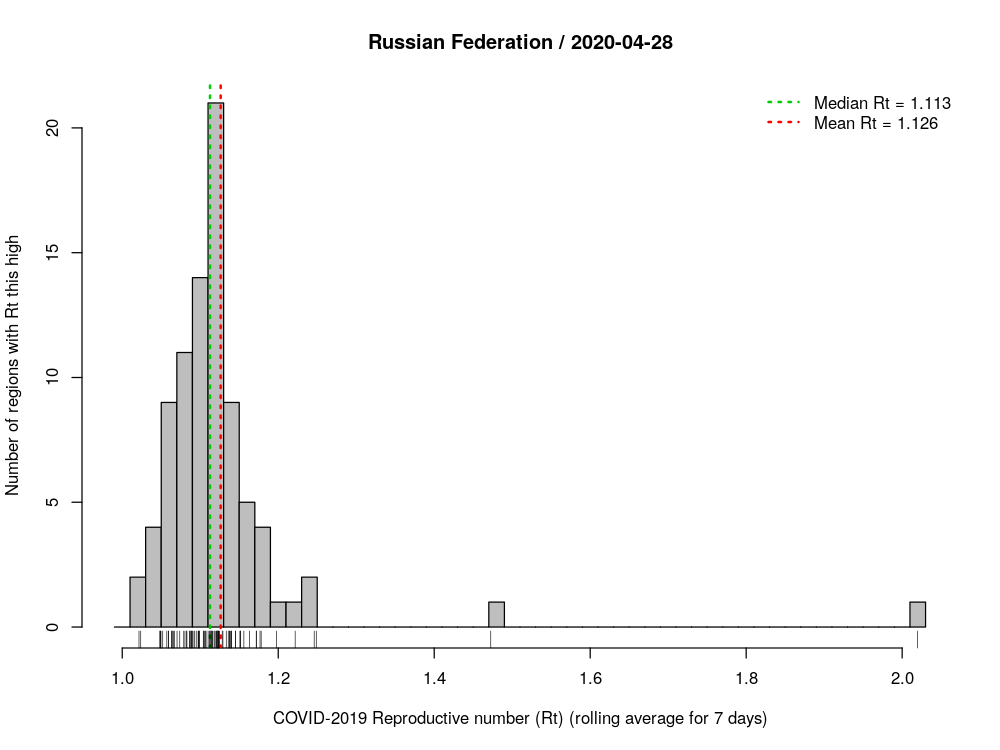 Russian Federation / 2020-04-28
Median Rt = 1.113
Mean Rt = 1.126
Number of regions with Rt this high
20
15
10
5
0
1.0 1.2 1.4 1.6 1.8 2.0
COVID-2019 Reproductive number (Rt) (rolling average for 7 days)